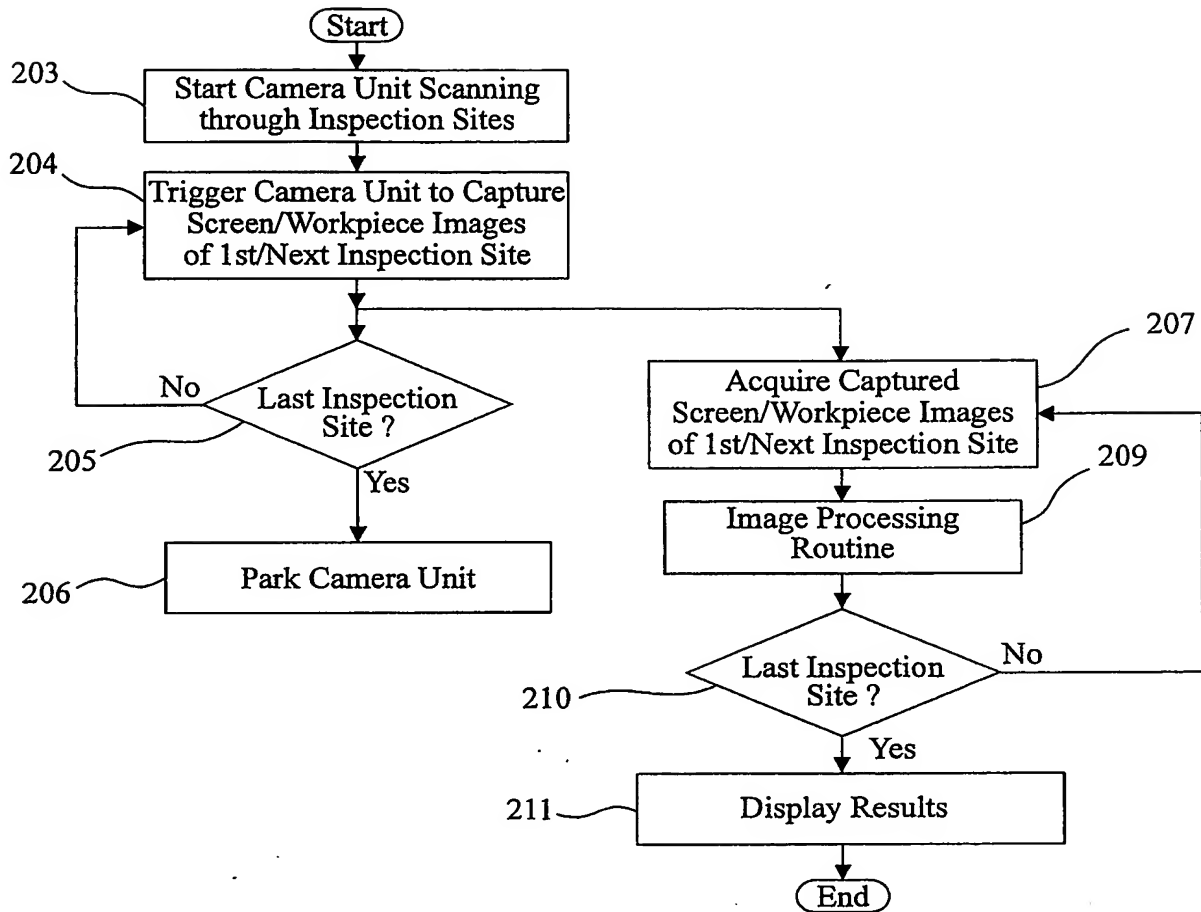 Start
203
Start Camera Unit Scanning
through Inspection Sites
204
Trigger Camera Unit to Capture
Screen/Workpiece Images
of 1st/Next Inspection Site
No
Last Inspection
Site ?
205
Yes
206
Park Camera Unit
207
Acquire Captured
Screen/Workpiece Images
of 1st/Next Inspection Site
209
Image Processing
Routine
Last Inspection
Site ?
No
210
Yes
211
Display Results
End